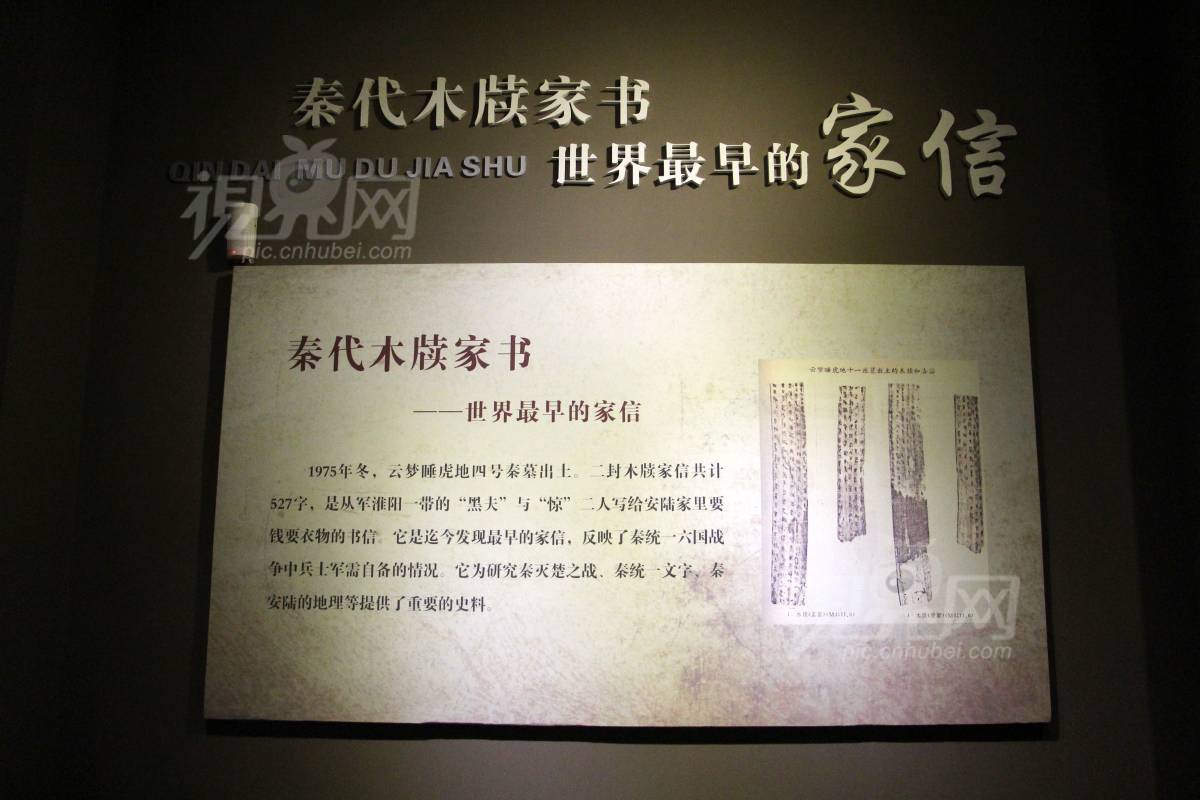 秦代木牍家书
QIN DAI MU DU JIA SHU 世界最早的家信
視界网
pic.cnhubei.com
秦代木牍家书
——世界最早的家信
1975年冬，云梦睡虎地四号秦墓出土。二封木牍家信共计
527字，是从军淮阳一带的“黑夫”与“惊”二人写给安陆家里要
钱要衣物的书信。它是迄今发现最早的家信，反映了秦统一六国战
争中兵士军需自备的情况。它为研究秦灭楚之战、秦统一文字、秦
安陆的地理等提供了重要的史料。
pic.cnhubei.com